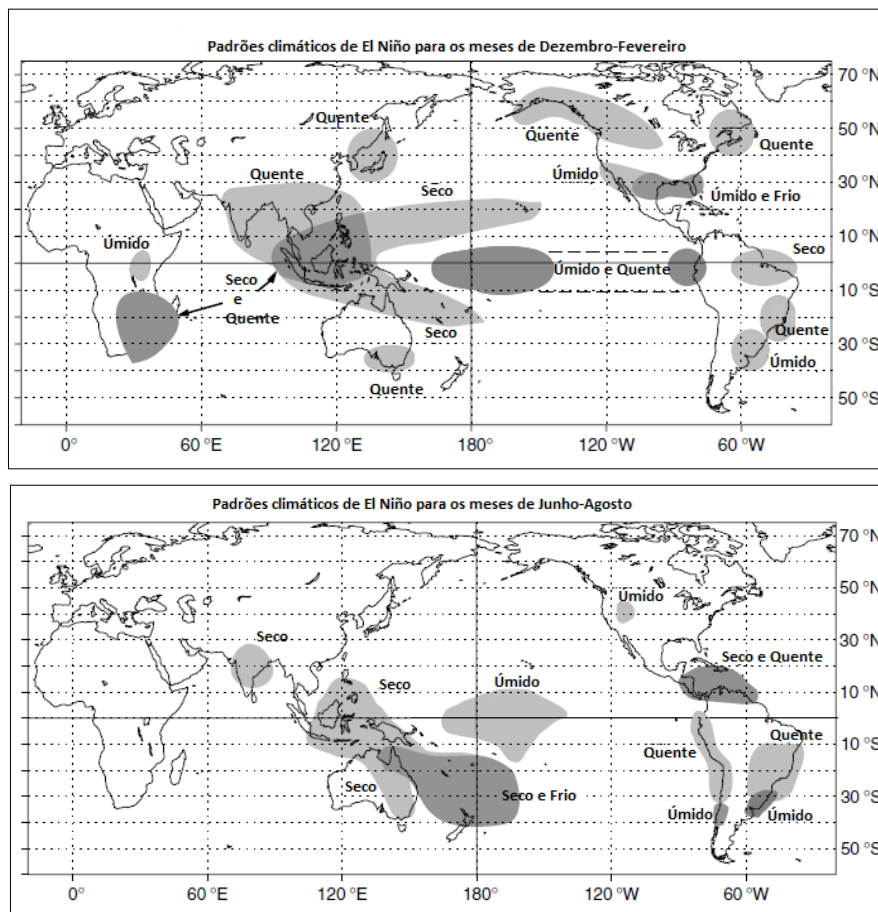 Padrões climáticos de El Niño para os meses de Dezembro-Fevereiro
70 °N
Quente
Quente
50 °N
Quente
Quente
Seco
Úmido
30 °N
Úmido e Frio
Úmido
Seco
10 °N
Seco
e
Quente
Úmido e Quente
10 °S
Seco
Quente
30 °S
Quente
Úmido
50 °S
0°
60 °E
120 °E
180°
120 °W
60 °W
Padrões climáticos de El Niño para os meses de Junho-Agosto
70 °N
50 °N
Úmido
Seco
30 °N
Seco e Quente
Seco
Úmido
10 °N
Quente
Quente
10 °S
Seco
Seco e Frio
30 °S
Úmido
Úmido
50 °S
0°
60 °E
120 °E
180°
120 °W
60 °W